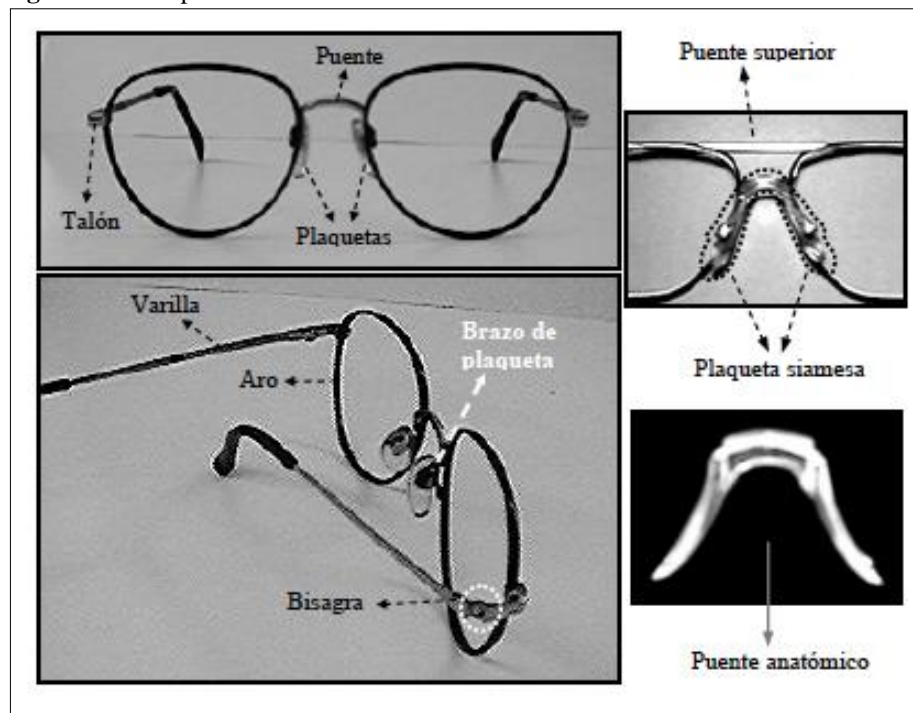 Puente
Talón
Plaquetas
Puente superior
Plaqueta siamesa
Varilla
Aro
Brazo de
plaqueta
Bisagra
Puente anatómico